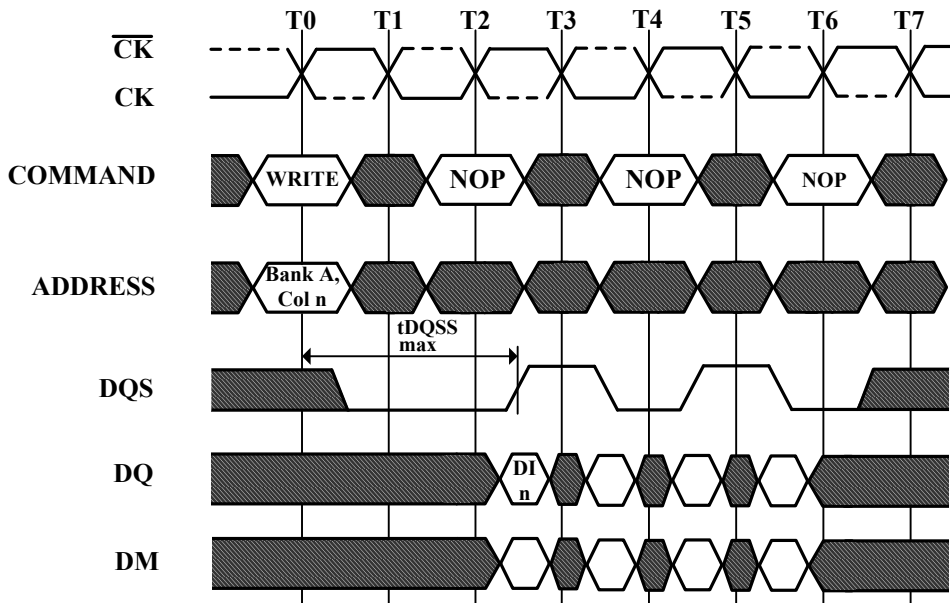 T0 T1 T2 T3 T4 T5 T6 T7
CK
CK
COMMAND
WRITE NOP NOP NOP
ADDRESS
Bank A,
Col n
tDQSS
max
DQS
DQ
DI
n
DM